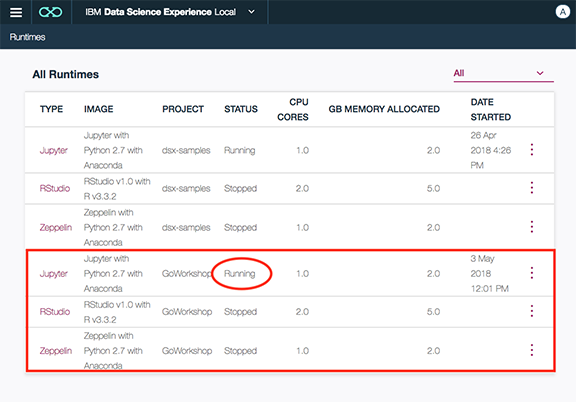 IBM Data Science Experience Local
A
Runtimes
All Runtimes
All
TYPE IMAGE PROJECT STATUS CPU CORES GB MEMORY ALLOCATED DATE STARTED
Jupyter Jupyter with Python 2.7 with Anaconda dsx-samples Running 1.0 2.0 26 Apr 2018 4:26 PM
RStudio RStudio v1.0 with R v3.3.2 dsx-samples Stopped 2.0 5.0
Zeppelin Zeppelin with Python 2.7 with Anaconda dsx-samples Stopped 1.0 2.0
Jupyter Jupyter with Python 2.7 with Anaconda GoWorkshop Running 1.0 2.0 3 May 2018 12:01 PM
RStudio RStudio v1.0 with R v3.3.2 GoWorkshop Stopped 2.0 5.0
Zeppelin Zeppelin with Python 2.7 with Anaconda GoWorkshop Stopped 1.0 2.0